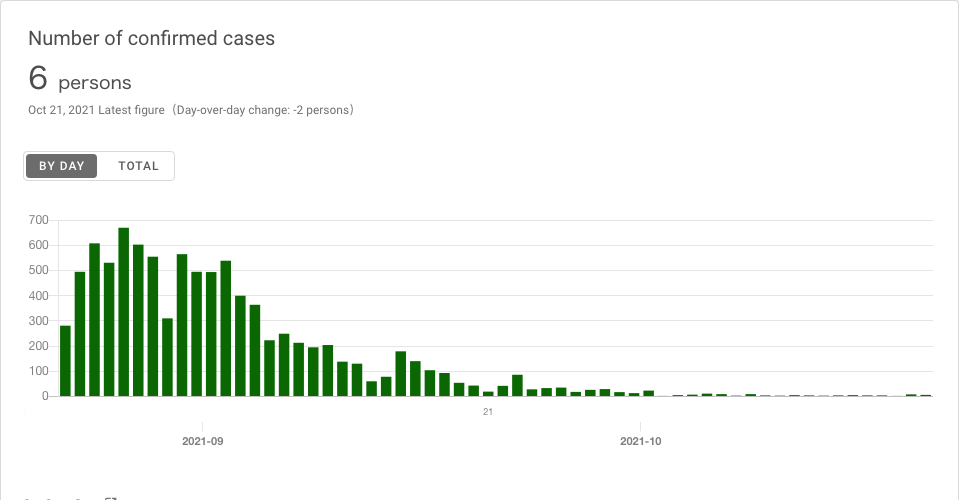 Number of confirmed cases
6 persons
Oct 21, 2021 Latest figure（Day-over-day change: -2 persons）
BY DAY TOTAL
700
600
500
400
300
200
100
0
21
2021-09 2021-10